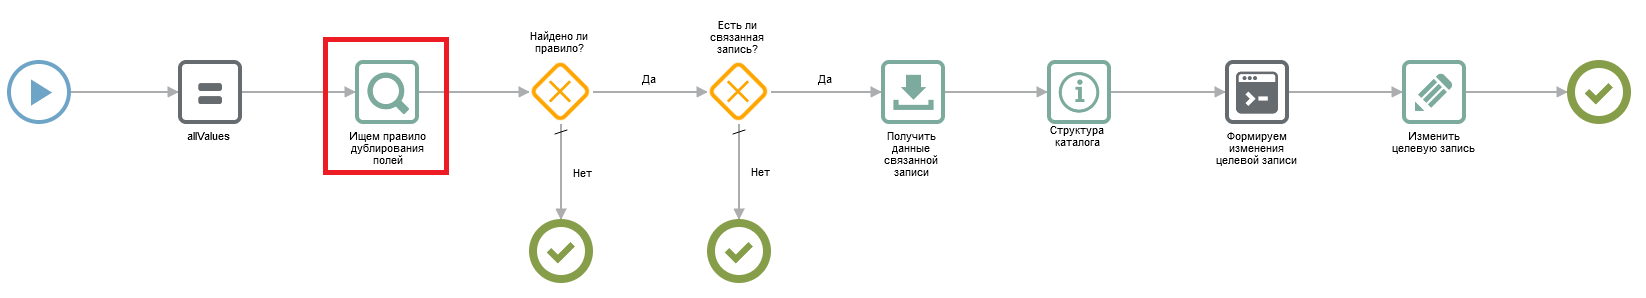 allValues
Ищем правило
дублирования
полей
Найдено ли
правило?
Да
Нет
Есть ли
связанная
запись?
Да
Нет
Получить
данные
связанной
записи
Структура
каталога
Формируем
изменения
целевой записи
Изменить
целевую запись